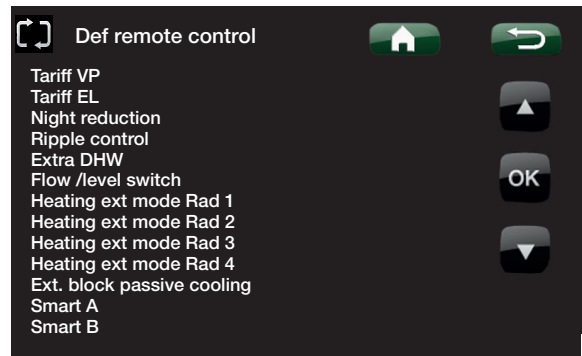 Def remote control
Tariff VP
Tariff EL
Night reduction
Ripple control
Extra DHW
Flow /level switch
Heating ext mode Rad 1
Heating ext mode Rad 2
Heating ext mode Rad 3
Heating ext mode Rad 4
Ext. block passive cooling
Smart A
Smart B
OK